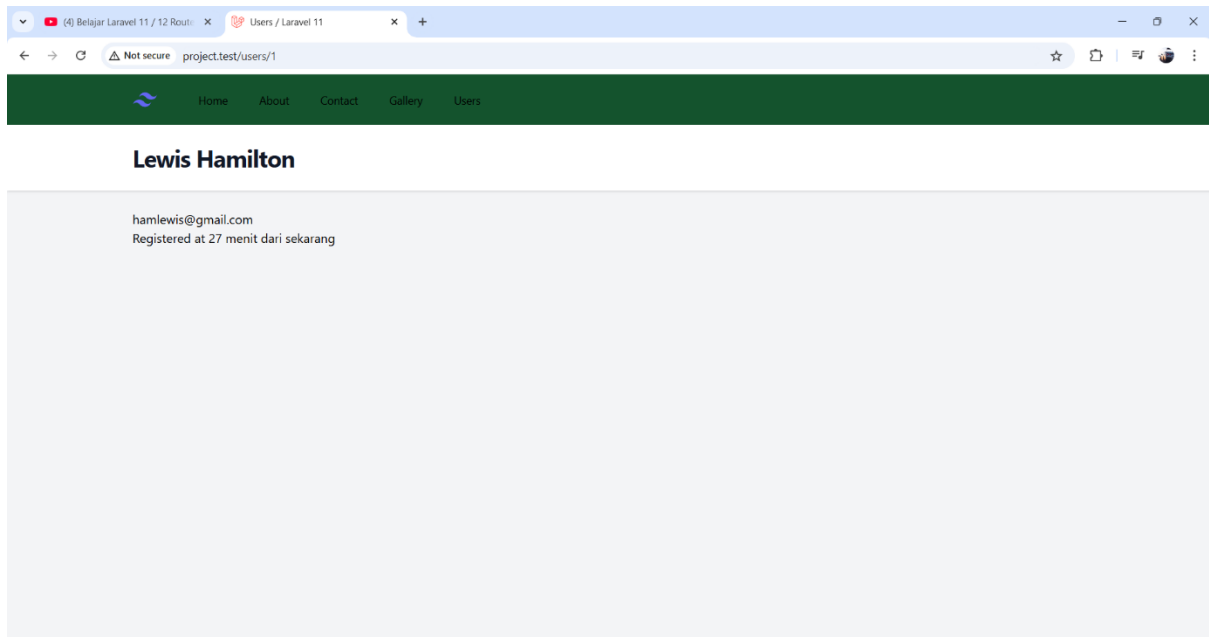 (4) Belajar Laravel 11 / 12 Route
Users / Laravel 11
Not secure
project.test/users/1
Home
About
Contact
Gallery
Users
Lewis Hamilton
hamlewis@gmail.com
Registered at 27 menit dari sekarang